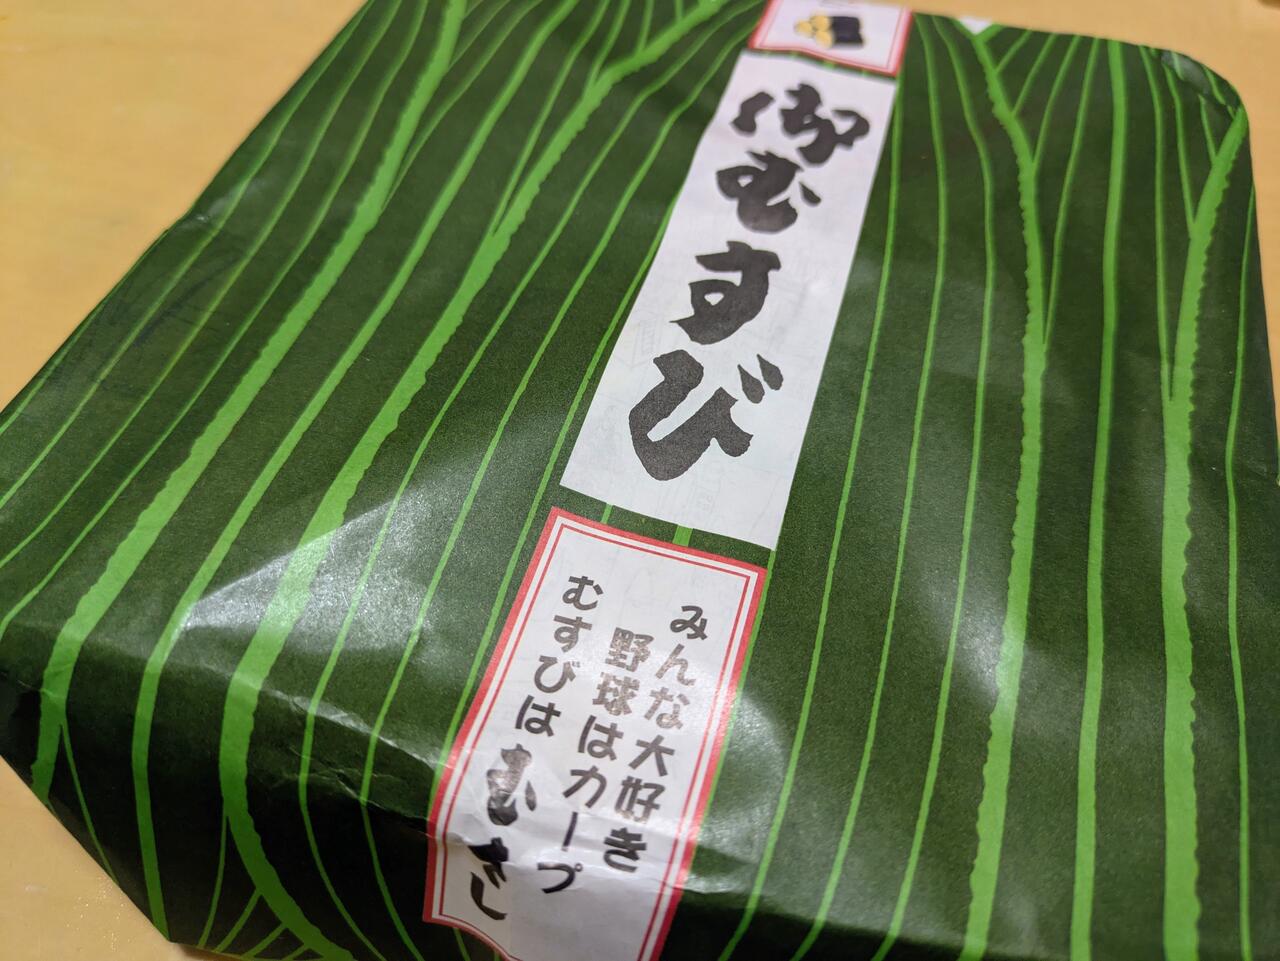 御むすび
みんな大好き
野球はカープ
むすびはむさし